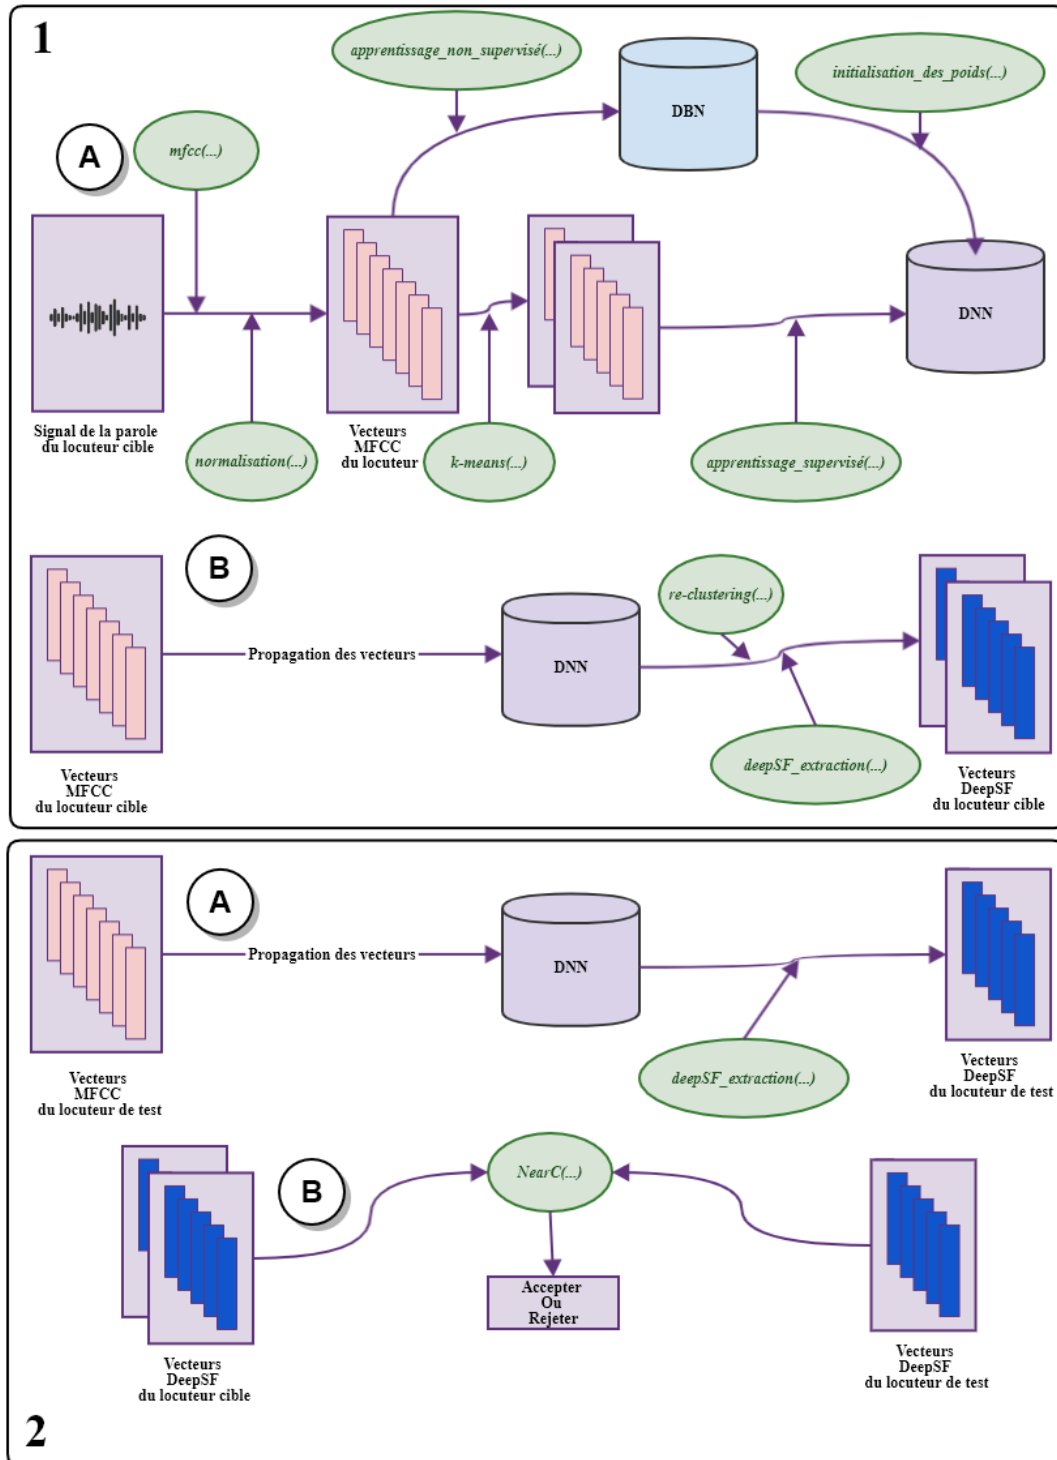 1
apprentissage_non_supervisé(...)
initialisation_des_poids(...)
DBN
A
mfcc(...)
DNN
Signal de la parole
du locuteur cible
normalisation(...)
Vecteurs
MFCC
du locuteur
k-means(...)
apprentissage_supervisé(...)
B
re-clustering(...)
Propagation des vecteurs
DNN
deepSF_extraction(...)
Vecteurs
MFCC
du locuteur cible
Vecteurs
DeepSF
du locuteur cible
A
Propagation des vecteurs
DNN
deepSF_extraction(...)
Vecteurs
MFCC
du locuteur de test
Vecteurs
DeepSF
du locuteur de test
B
NearC(...)
Accepter
Ou
Rejeter
Vecteurs
DeepSF
du locuteur cible
Vecteurs
DeepSF
du locuteur de test
2